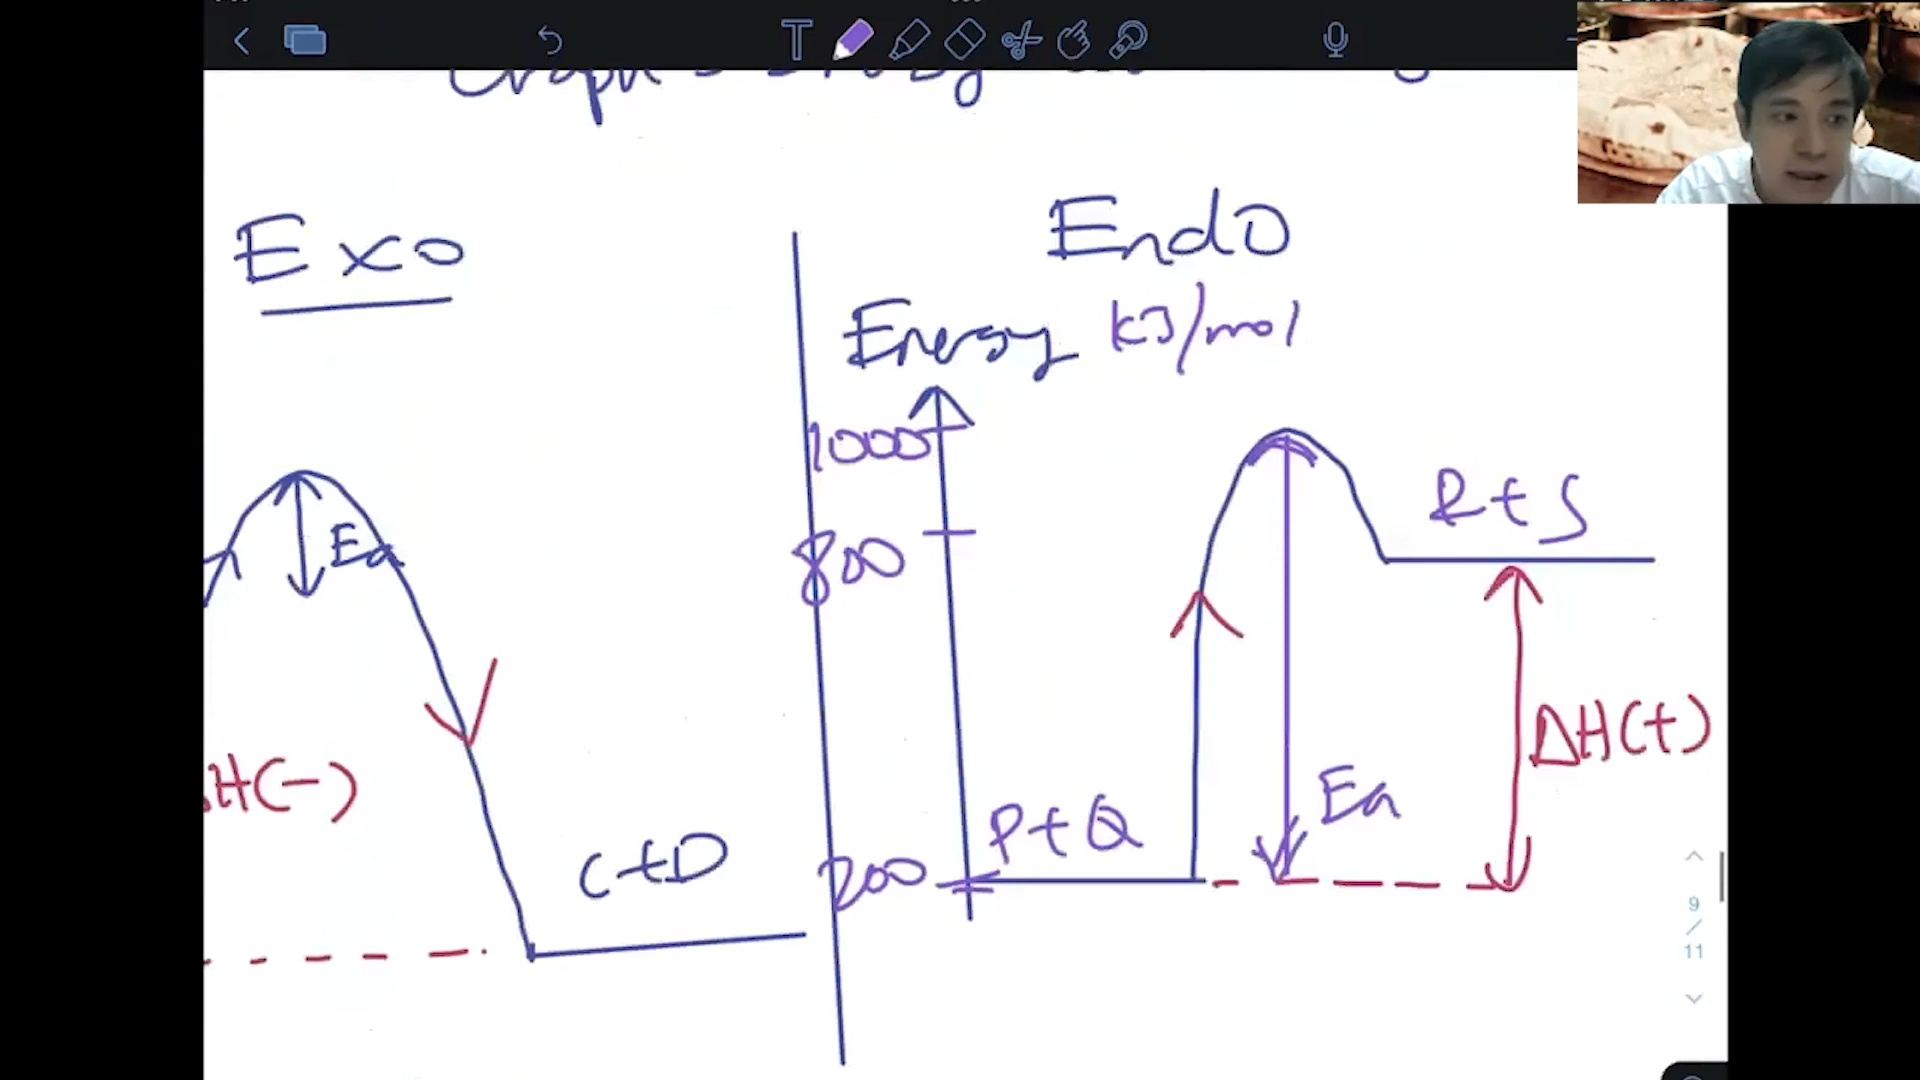 Exo
Endo
Energy kJ/mol
1000
800
200
Ea
H(-)
C+D
P+Q
R+S
Ea
ΔH(+)
9
/
11